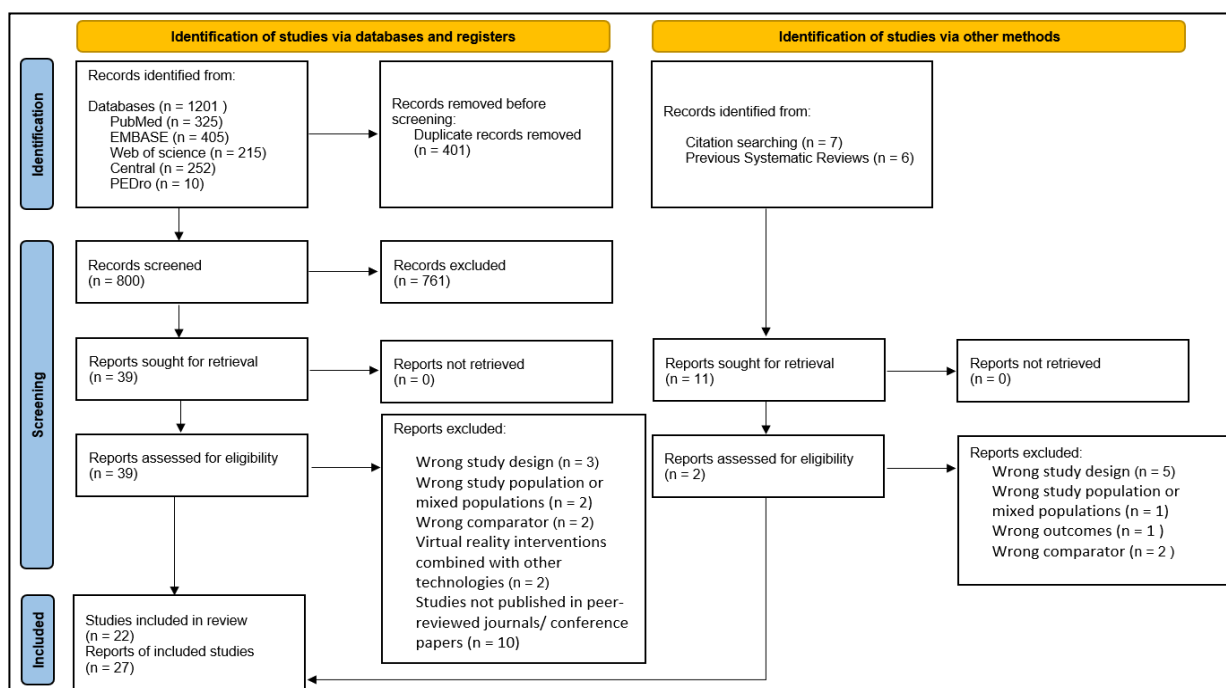 Identification of studies via databases and registers
Identification of studies via other methods
Identification
Records identified from:
Databases (n = 1201 )
PubMed (n = 325)
EMBASE (n = 405)
Web of science (n = 215)
Central (n = 252)
PEDro (n = 10)
Records removed before
screening:
Duplicate records removed
(n = 401)
Records identified from:
Citation searching (n = 7)
Previous Systematic Reviews (n = 6)
Screening
Records screened
(n = 800)
Records excluded
(n = 761)
Reports sought for retrieval
(n = 39)
Reports not retrieved
(n = 0)
Reports sought for retrieval
(n = 11)
Reports not retrieved
(n = 0)
Reports assessed for eligibility
(n = 39)
Reports excluded:
Wrong study design (n = 3)
Wrong study population or
mixed populations (n = 2)
Wrong comparator (n = 2)
Virtual reality interventions
combined with other
technologies (n = 2)
Studies not published in peer-
reviewed journals/ conference
papers (n = 10)
Reports assessed for eligibility
(n = 2)
Reports excluded:
Wrong study design (n = 5)
Wrong study population or
mixed populations (n = 1)
Wrong outcomes (n = 1 )
Wrong comparator (n = 2 )
Included
Studies included in review
(n = 22)
Reports of included studies
(n = 27)